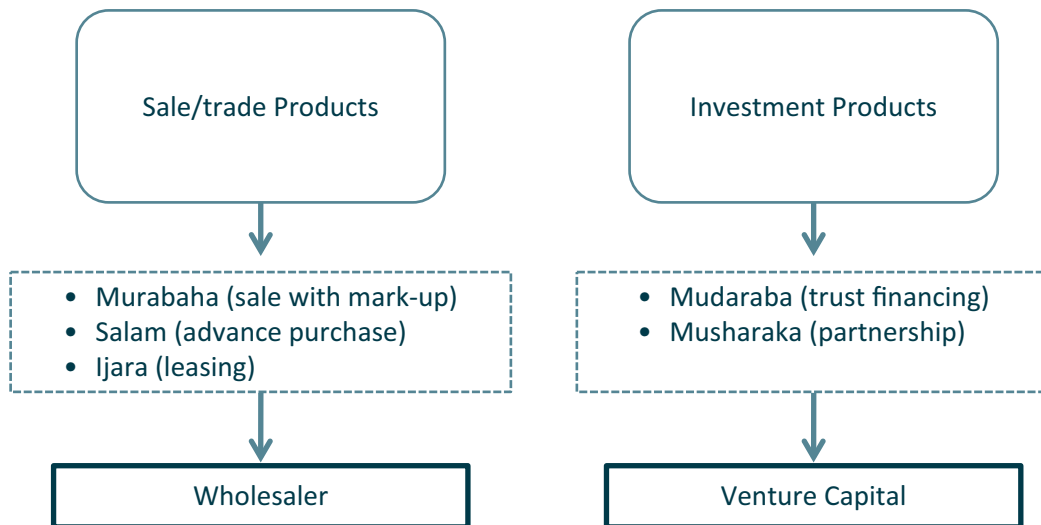 Sale/trade Products
Investment Products
• Murabaha (sale with mark-up)
• Salam (advance purchase)
• Ijara (leasing)
• Mudaraba (trust financing)
• Musharaka (partnership)
Wholesaler
Venture Capital